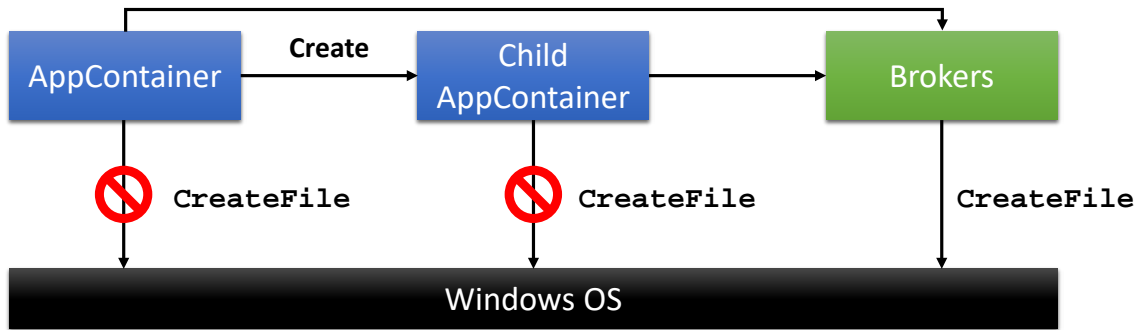 Create
AppContainer
Child
AppContainer
Brokers
CreateFile
CreateFile
CreateFile
Windows OS